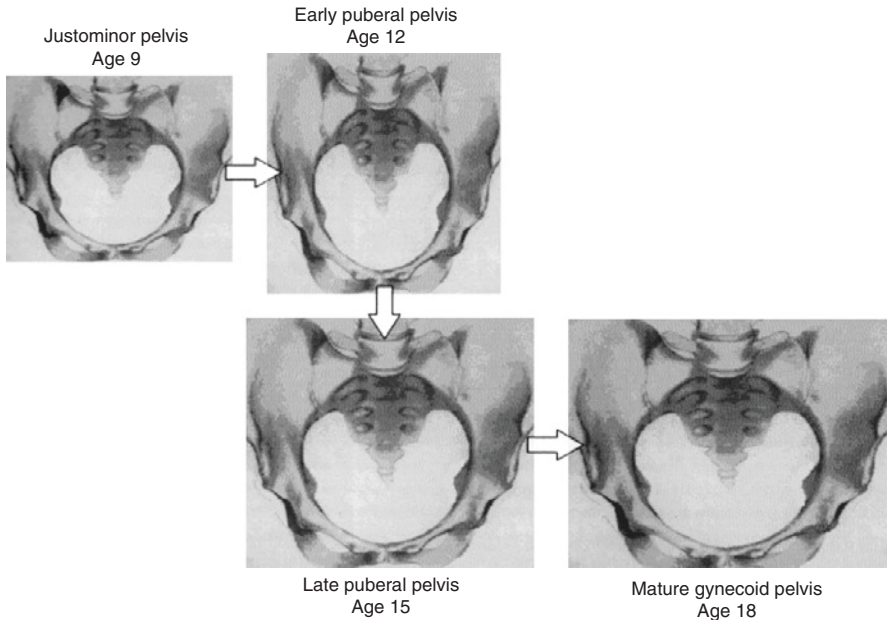 Justominor pelvis
Age 9
Early puberal pelvis
Age 12
Late puberal pelvis
Age 15
Mature gynecoid pelvis
Age 18